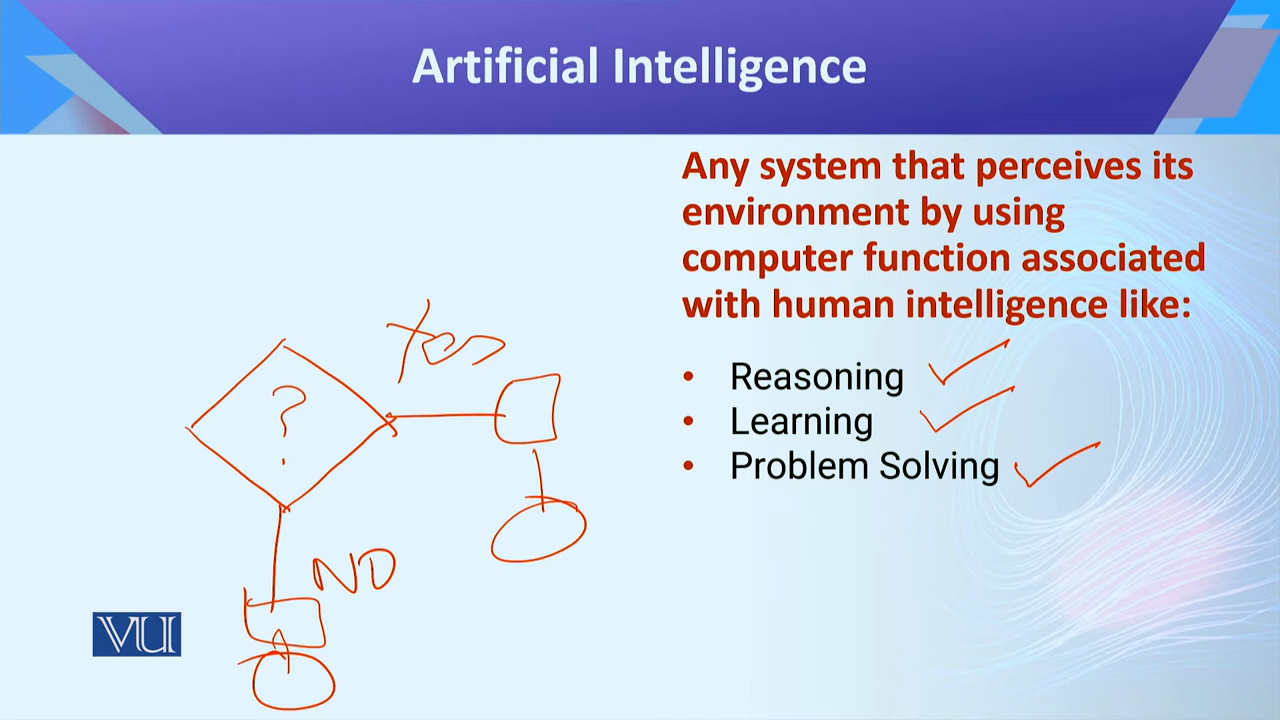 Artificial Intelligence
Any system that perceives its
environment by using
computer function associated
with human intelligence like:
• Reasoning
• Learning
• Problem Solving
Yes
?
NO
VU